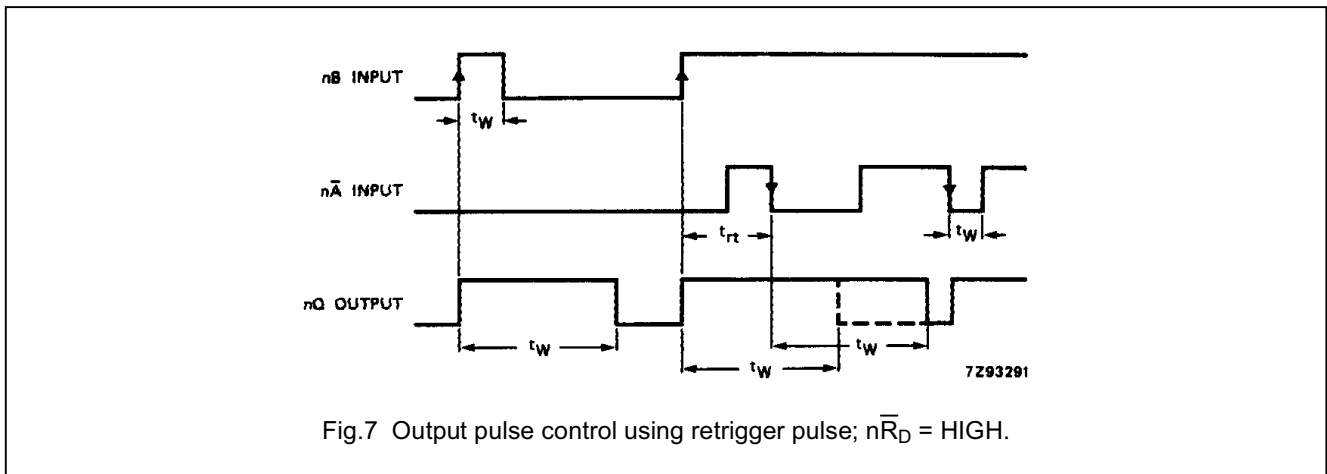 nB INPUT
tW
nA̅ INPUT
trt
tW
nQ OUTPUT
tW
tW
tW
7Z93291
Fig.7 Output pulse control using retrigger pulse; nR̅D = HIGH.